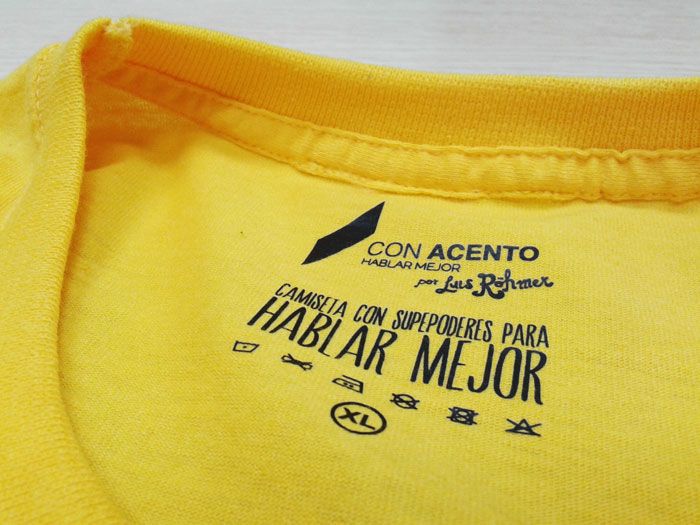 CON ACENTO
HABLAR MEJOR
por Luis Röhmer
CAMISETA CON SUPEPODERES PARA
HABLAR MEJOR
XL